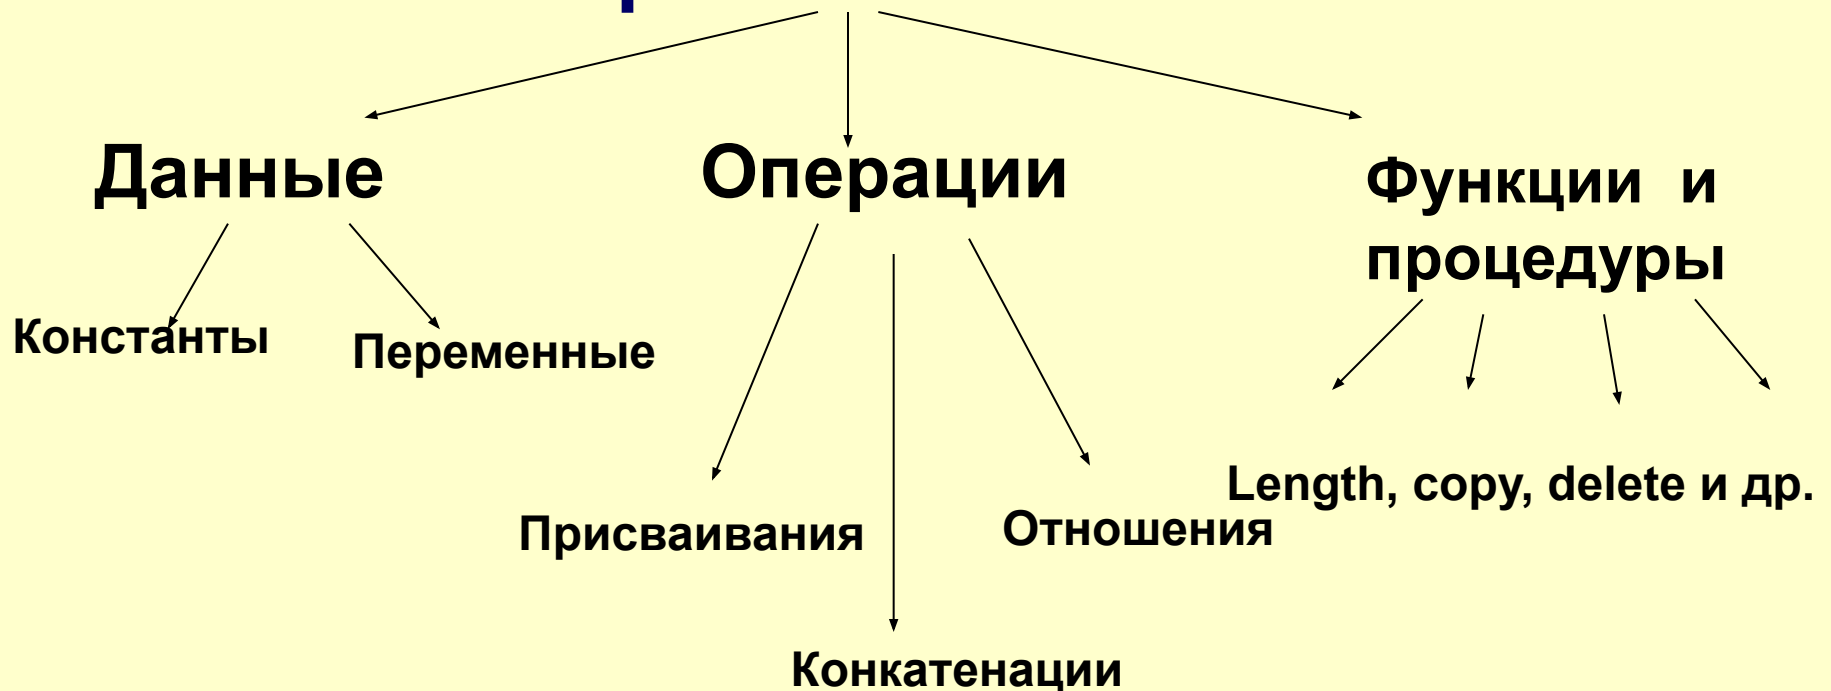 Данные
Операции
Функции и
процедуры
Константы
Переменные
Length, copy, delete и др.
Присваивания
Отношения
Конкатенации